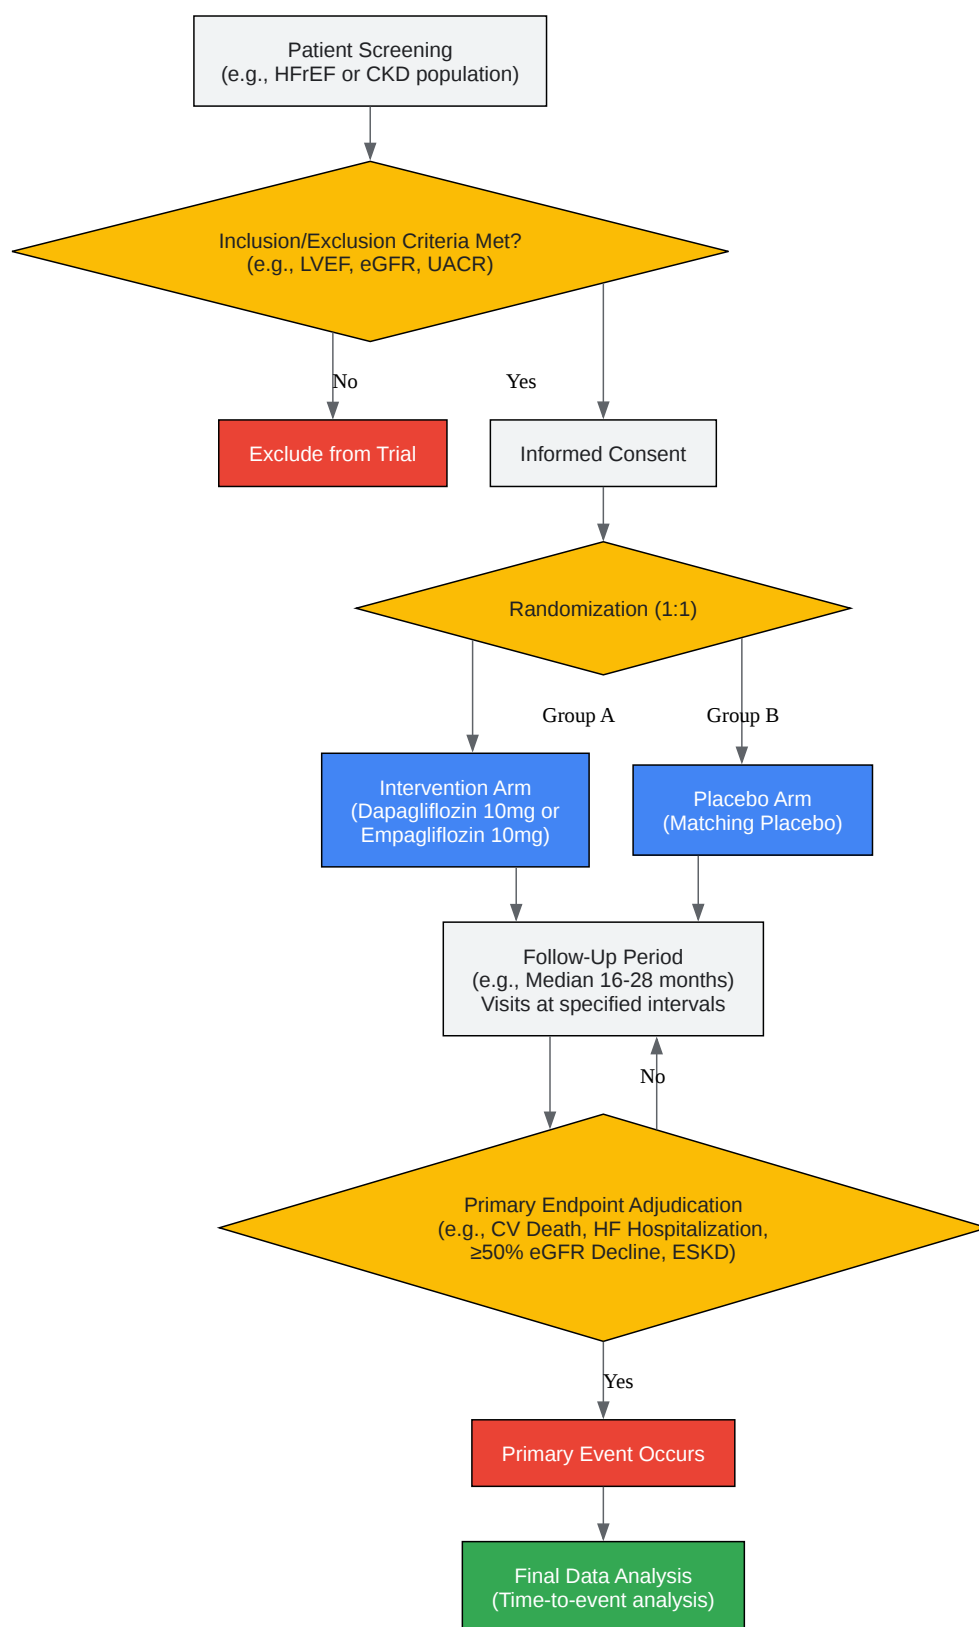 Patient Screening
(e.g., HFrEF or CKD population)
Inclusion/Exclusion Criteria Met?
(e.g., LVEF, eGFR, UACR)
No
Yes
Exclude from Trial
Informed Consent
Randomization (1:1)
Group A
Group B
Intervention Arm
(Dapagliflozin 10mg or
Empagliflozin 10mg)
Placebo Arm
(Matching Placebo)
Follow-Up Period
(e.g., Median 16-28 months)
Visits at specified intervals
No
Primary Endpoint Adjudication
(e.g., CV Death, HF Hospitalization,
≥50% eGFR Decline, ESKD)
Yes
Primary Event Occurs
Final Data Analysis
(Time-to-event analysis)